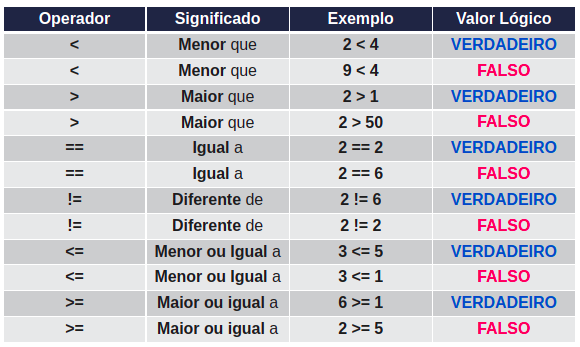 Operador Significado Exemplo Valor Lógico
< Menor que 2 < 4 VERDADEIRO
< Menor que 9 < 4 FALSO
> Maior que 2 > 1 VERDADEIRO
> Maior que 2 > 50 FALSO
== Igual a 2 == 2 VERDADEIRO
== Igual a 2 == 6 FALSO
!= Diferente de 2 != 6 VERDADEIRO
!= Diferente de 2 != 2 FALSO
<= Menor ou Igual a 3 <= 5 VERDADEIRO
<= Menor ou Igual a 3 <= 1 FALSO
>= Maior ou igual a 6 >= 1 VERDADEIRO
>= Maior ou igual a 2 >= 5 FALSO